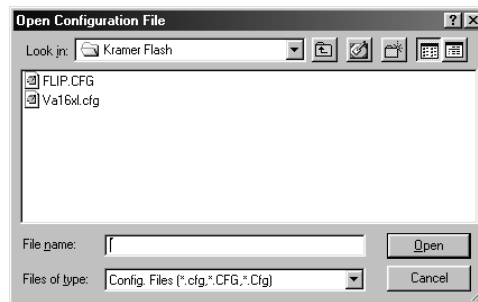 Open Configuration File
Look in: Kramer Flash
FLIP.CFG
Va16xl.cfg
File name: Open
Files of type: Config. Files (*.cfg,*.CFG,*.Cfg) Cancel